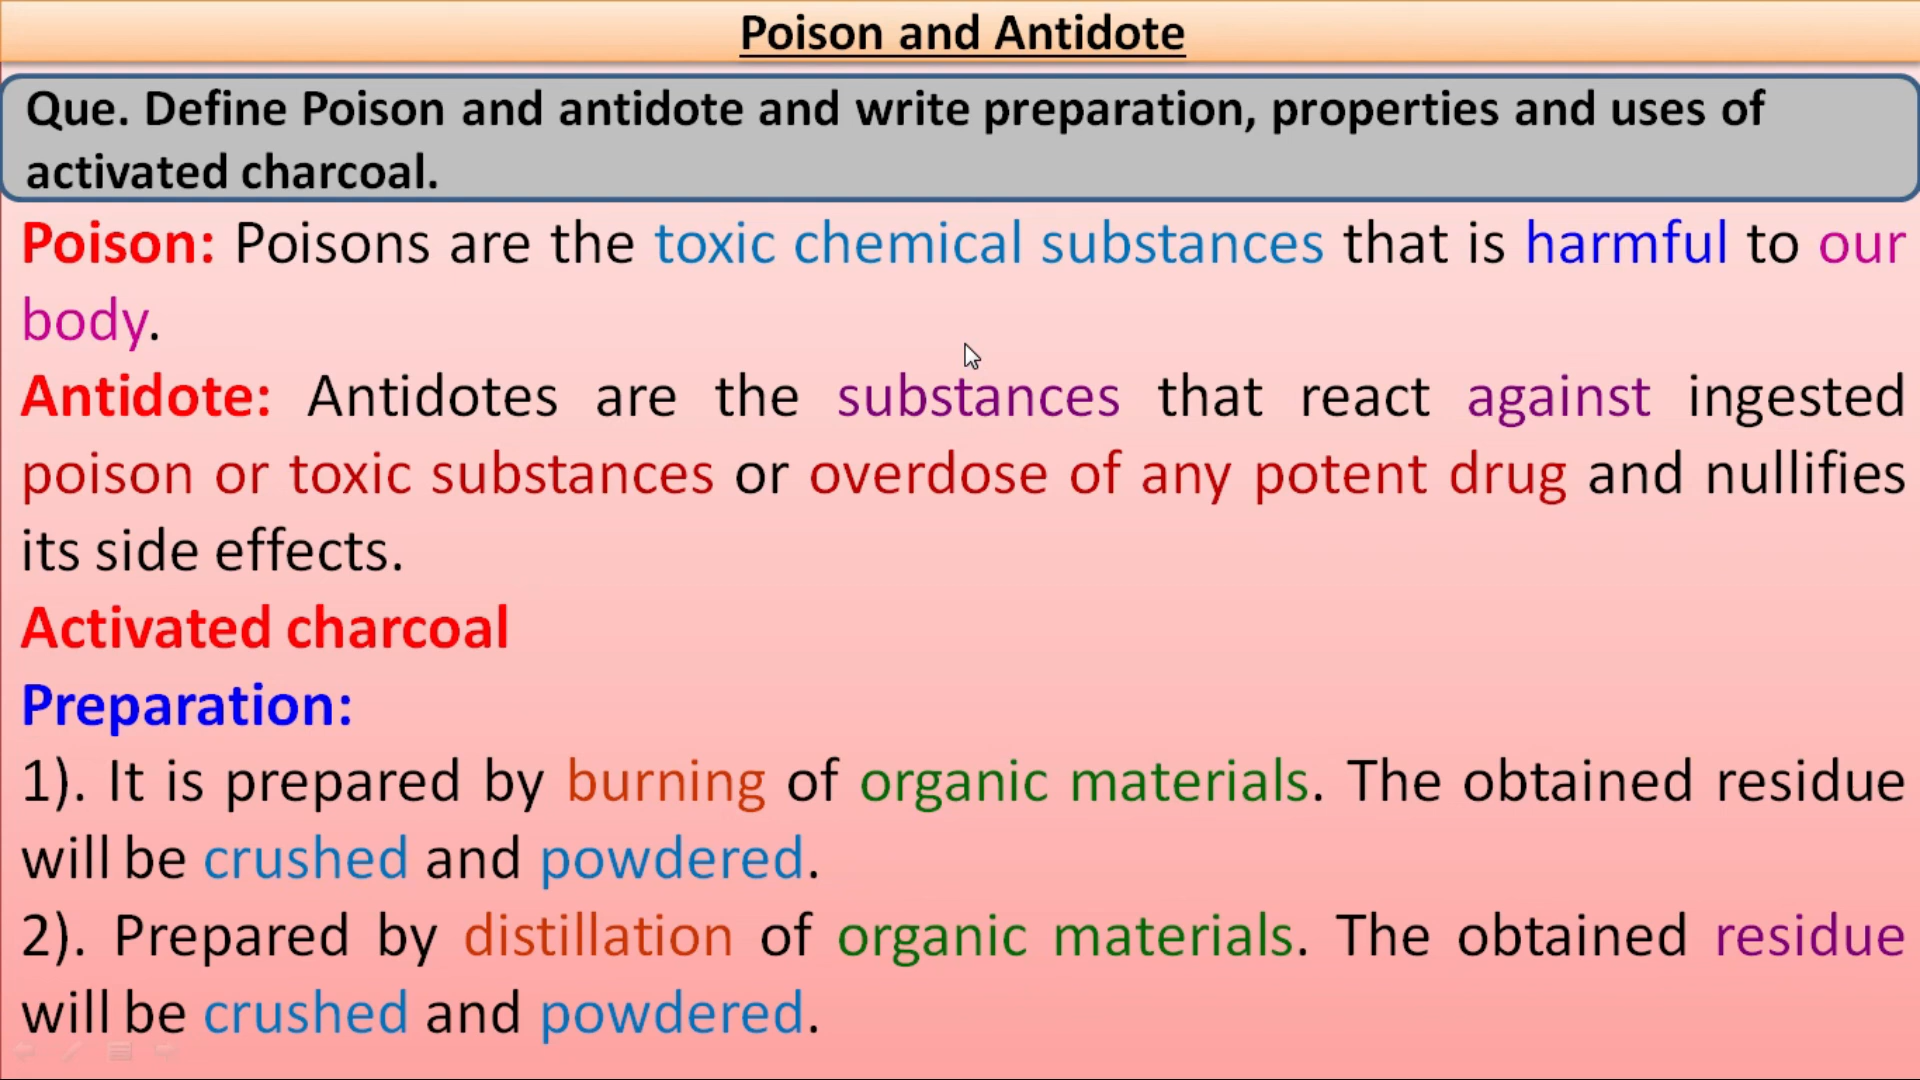 Poison and Antidote
Que. Define Poison and antidote and write preparation, properties and uses of
activated charcoal.
Poison: Poisons are the toxic chemical substances that is harmful to our
body.
Antidote: Antidotes are the substances that react against ingested
poison or toxic substances or overdose of any potent drug and nullifies
its side effects.
Activated charcoal
Preparation:
1). It is prepared by burning of organic materials. The obtained residue
will be crushed and powdered.
2). Prepared by distillation of organic materials. The obtained residue
will be crushed and powdered.